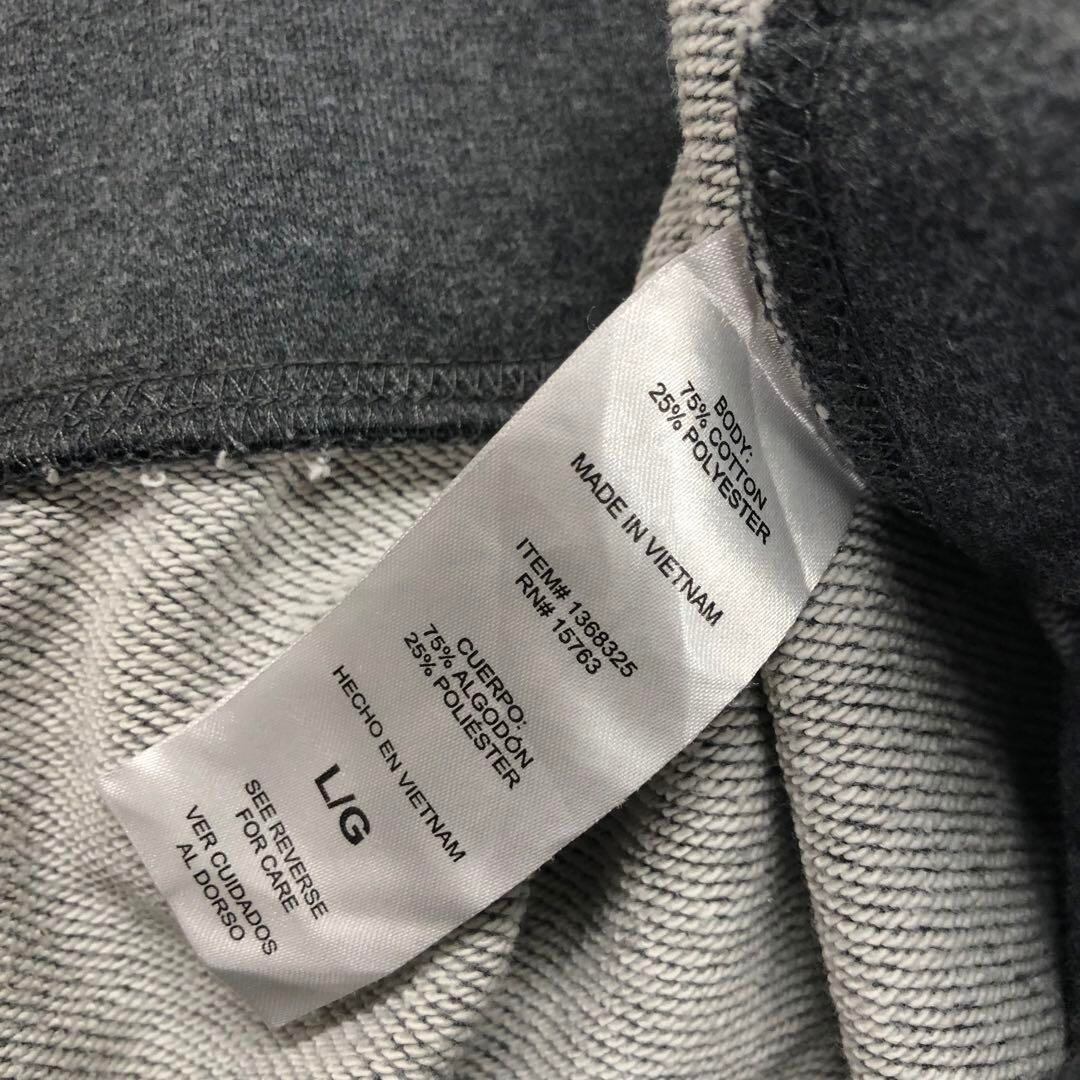 BODY:
75% COTTON
25% POLYESTER
MADE IN VIETNAM
ITEM# 1368325
RN# 15763
CUERPO:
75% ALGODÓN
25% POLIÉSTER
HECHO EN VIETNAM
L/G
SEE REVERSE
FOR CARE
VER CUIDADOS
AL DORSO